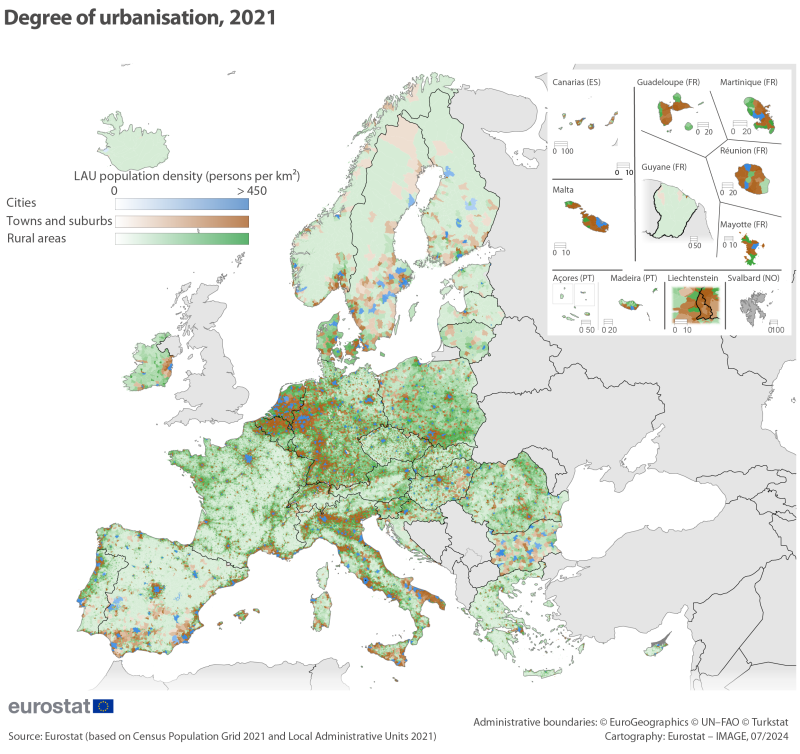 Degree of urbanisation, 2021
LAU population density (persons per km²)
0 > 450
Cities
Towns and suburbs
Rural areas
Canarias (ES)
0 100
Guadeloupe (FR)
0 20
Martinique (FR)
0 20
0 10
Malta
0 10
Guyane (FR)
0 50
Réunion (FR)
0 20
Mayotte (FR)
0 10
Açores (PT)
0 50
Madeira (PT)
0 20
Liechtenstein
0 10
Svalbard (NO)
0 100
eurostat
Administrative boundaries: © EuroGeographics © UN–FAO © Turkstat
Source: Eurostat (based on Census Population Grid 2021 and Local Administrative Units 2021)
Cartography: Eurostat – IMAGE, 07/2024